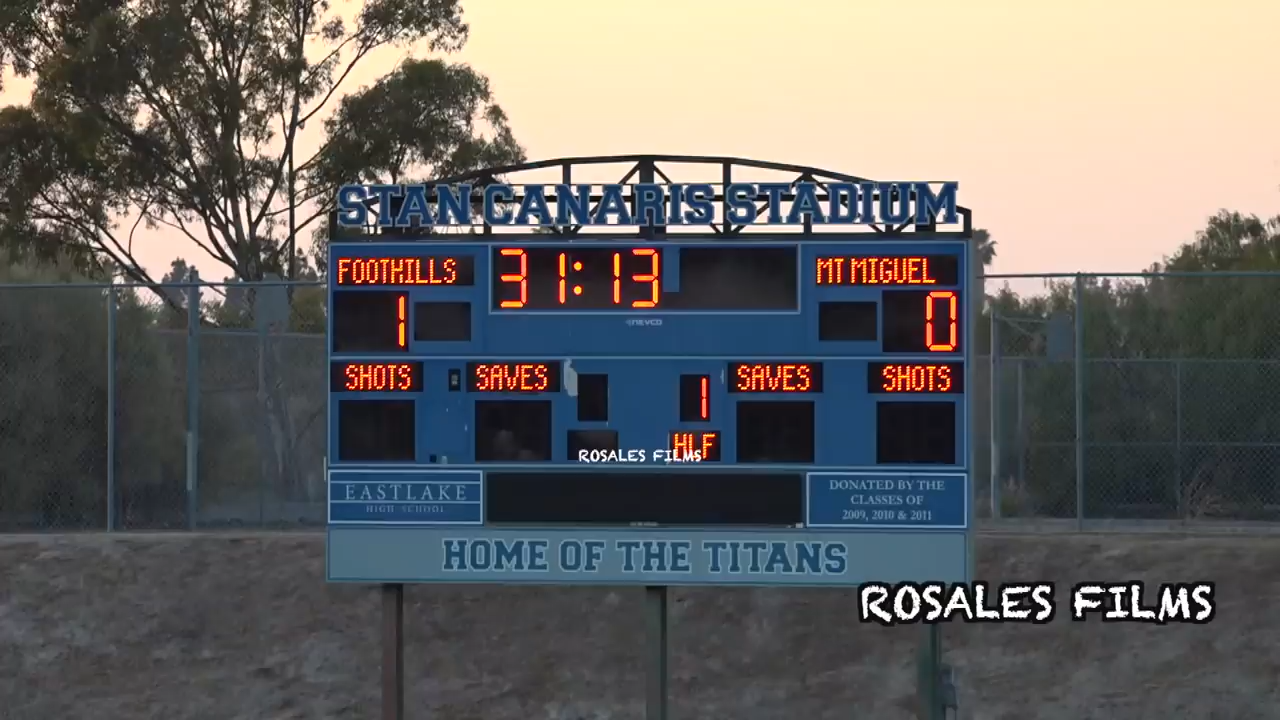 STAN CANARIS STADIUM
FOOTHILLS 31:13 MT MIGUEL
1 0
NEVCO
SHOTS SAVES SAVES SHOTS
1
HLF
ROSALES FILMS
EASTLAKE
HIGH SCHOOL
DONATED BY THE
CLASSES OF
2009, 2010 & 2011
HOME OF THE TITANS
ROSALES FILMS